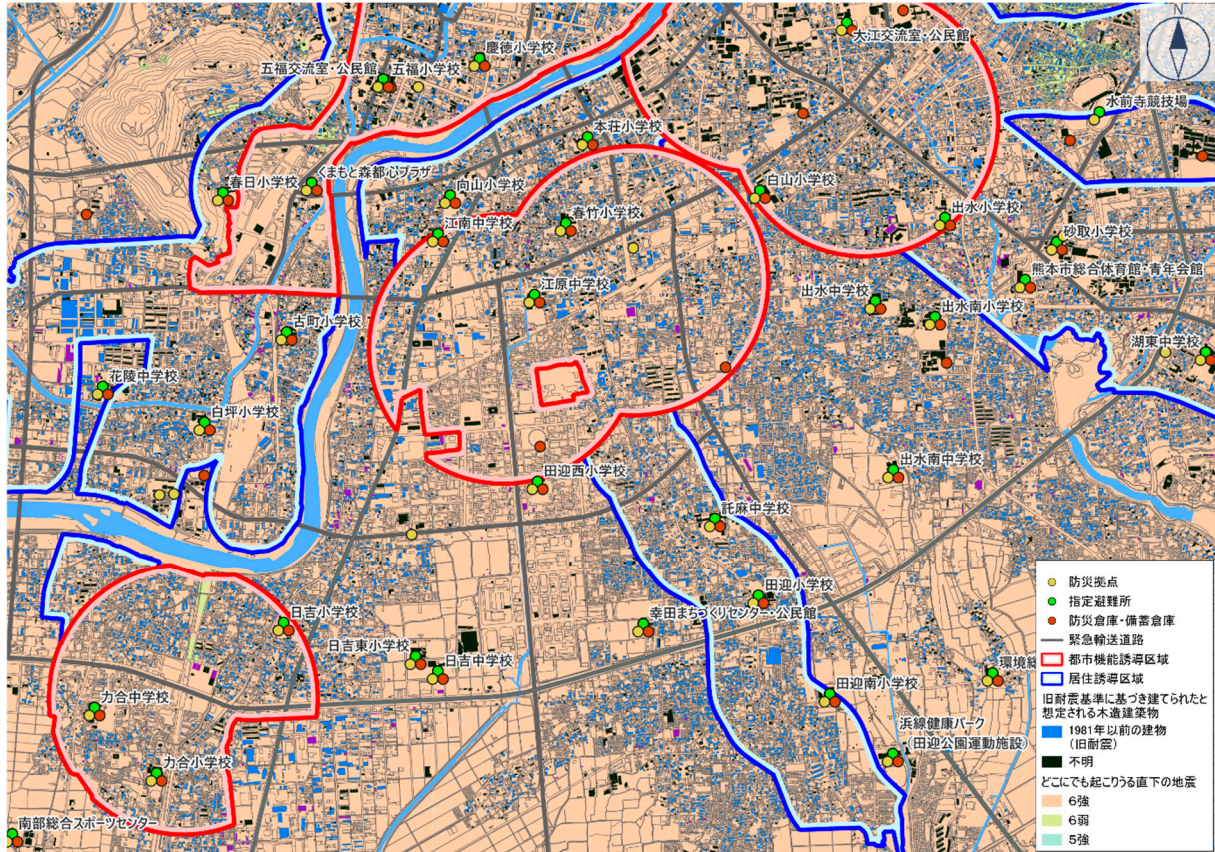 N
大江交流室・公民館
慶徳小学校
五福交流室・公民館
五福小学校
水前寺競技場
本荘小学校
くまもと森都心プラザ
春日小学校
向山小学校
白山小学校
春竹小学校
出水小学校
江南中学校
砂取小学校
熊本市総合体育館・青年会館
江原中学校
出水中学校
出水南小学校
古町小学校
湖東中学校
花陵中学校
白坪小学校
出水南中学校
田迎西小学校
託麻中学校
田迎小学校
幸田まちづくりセンター・公民館
日吉小学校
日吉東小学校
日吉中学校
環境総
田迎南小学校
力合中学校
浜線健康パーク
(田迎公園運動施設)
力合小学校
南部総合スポーツセンター
防災拠点
指定避難所
防災倉庫・備蓄倉庫
緊急輸送道路
都市機能誘導区域
居住誘導区域
旧耐震基準に基づき建てられたと
想定される木造建築物
1981年以前の建物
(旧耐震)
不明
どこにでも起こりうる直下の地震
6強
6弱
5強